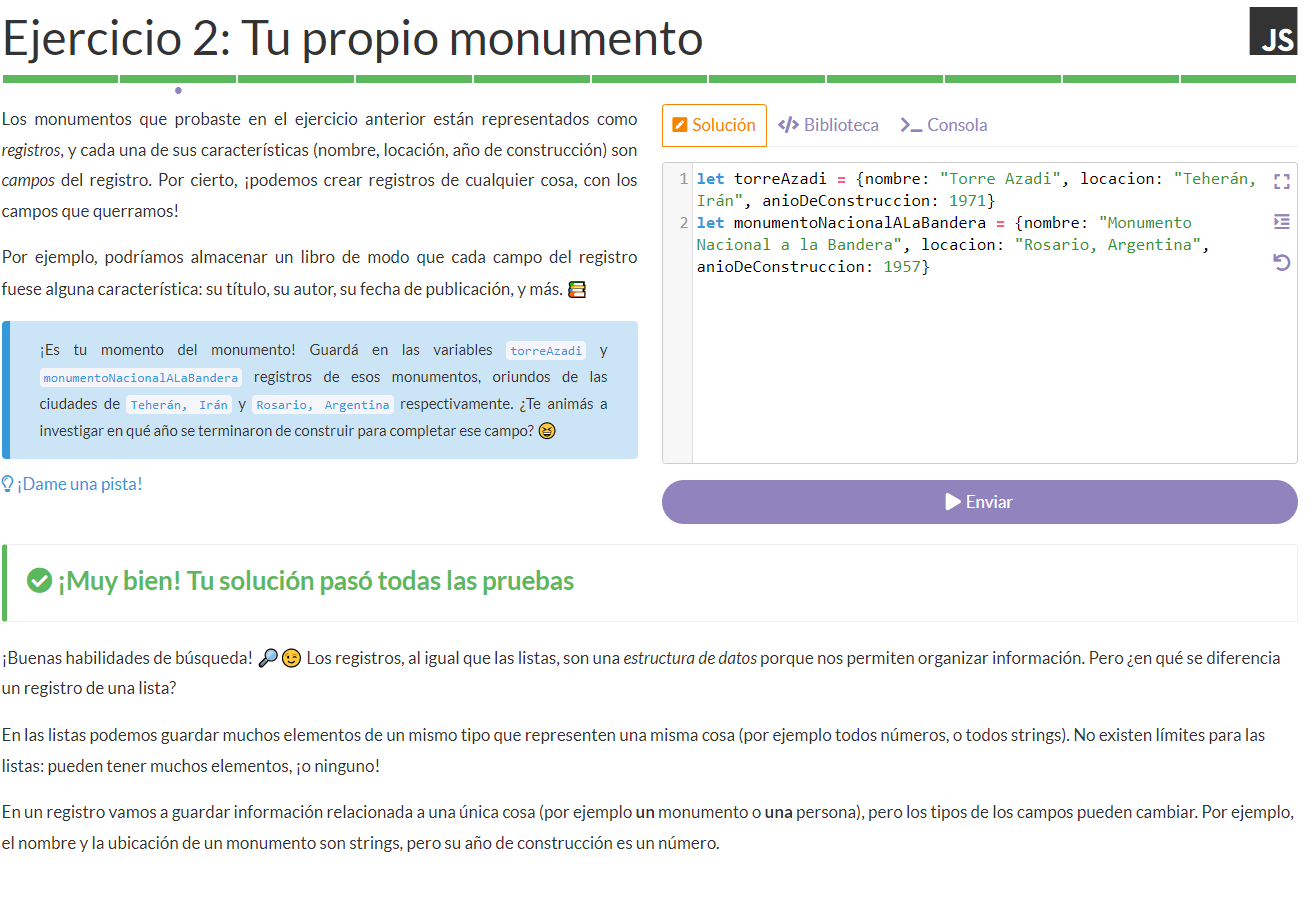 Ejercicio 2: Tu propio monumento
JS
Los monumentos que probaste en el ejercicio anterior están representados como
registros, y cada una de sus características (nombre, locación, año de construcción) son
campos del registro. Por cierto, ¡podemos crear registros de cualquier cosa, con los
campos que querramos!
Por ejemplo, podríamos almacenar un libro de modo que cada campo del registro
fuese alguna característica: su título, su autor, su fecha de publicación, y más. 📚
¡Es tu momento del monumento! Guardá en las variables torreAzadi y
monumentoNacionalALaBandera registros de esos monumentos, oriundos de las
ciudades de Teherán, Irán y Rosario, Argentina respectivamente. ¿Te animás a
investigar en qué año se terminaron de construir para completar ese campo? 😆
¡Dame una pista!
Solución
</> Biblioteca
>_ Consola
1 let torreAzadi = {nombre: "Torre Azadi", locacion: "Teherán,
Irán", anioDeConstruccion: 1971}
2 let monumentoNacionalALaBandera = {nombre: "Monumento
Nacional a la Bandera", locacion: "Rosario, Argentina",
anioDeConstruccion: 1957}
Enviar
¡Muy bien! Tu solución pasó todas las pruebas
¡Buenas habilidades de búsqueda! 🔎😉 Los registros, al igual que las listas, son una estructura de datos porque nos permiten organizar información. Pero ¿en qué se diferencia
un registro de una lista?
En las listas podemos guardar muchos elementos de un mismo tipo que representen una misma cosa (por ejemplo todos números, o todos strings). No existen límites para las
listas: pueden tener muchos elementos, ¡o ninguno!
En un registro vamos a guardar información relacionada a una única cosa (por ejemplo un monumento o una persona), pero los tipos de los campos pueden cambiar. Por ejemplo,
el nombre y la ubicación de un monumento son strings, pero su año de construcción es un número.